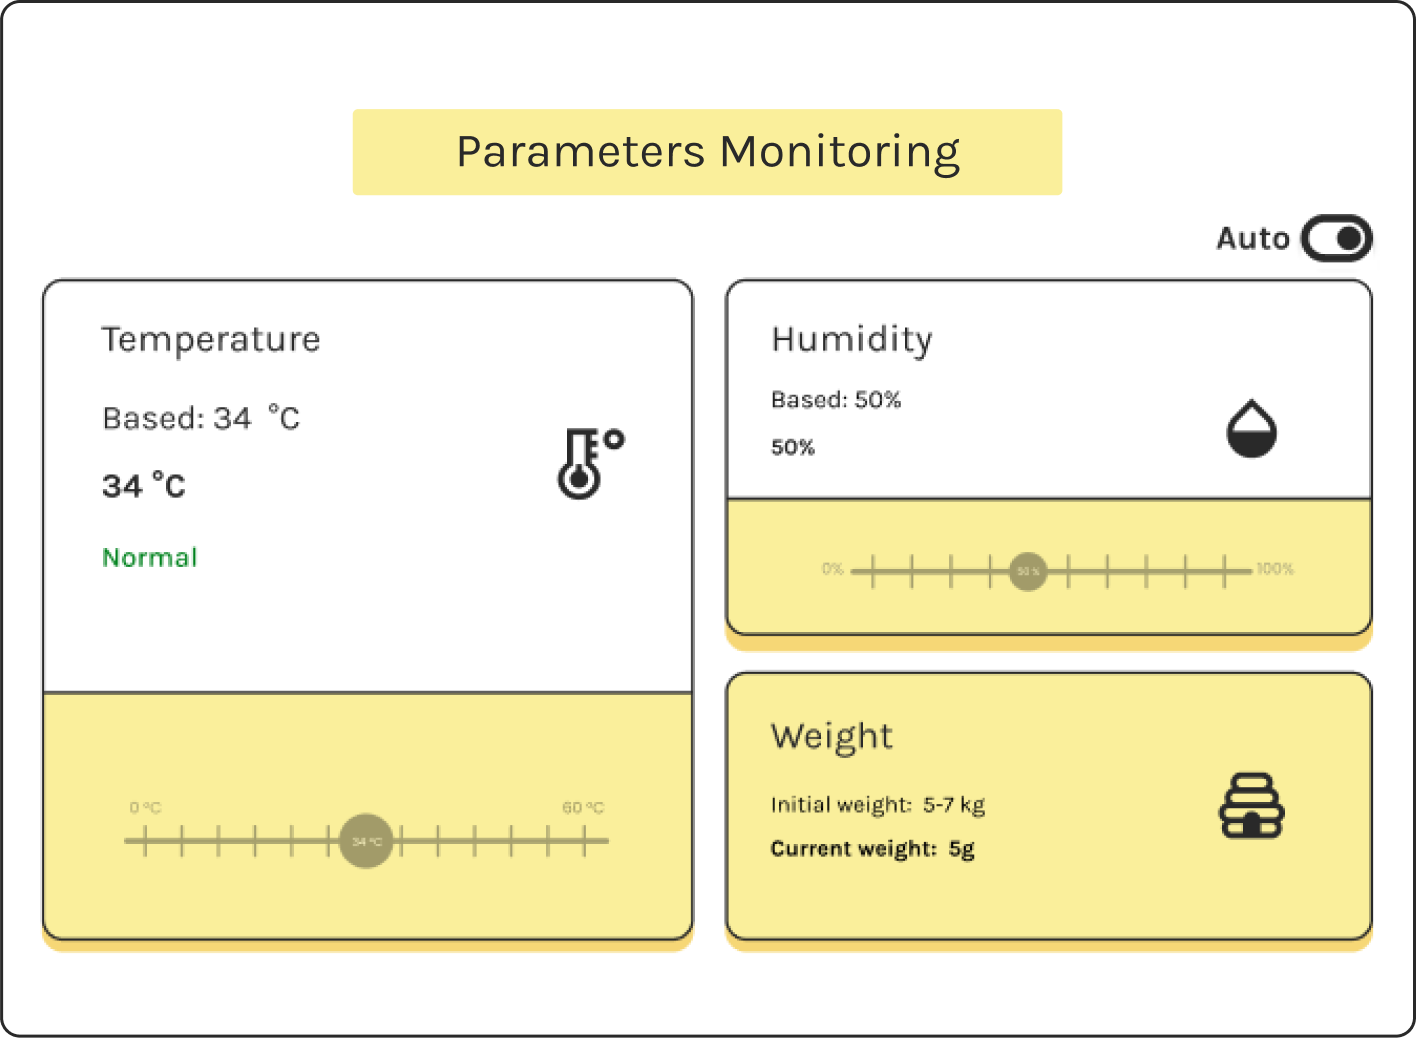 Parameters Monitoring
Auto
Temperature
Based: 34 °C
34 °C
Normal
0 °C
60 °C
34 °C
Humidity
Based: 50%
50%
0%
50 %
100%
Weight
Initial weight: 5-7 kg
Current weight: 5g